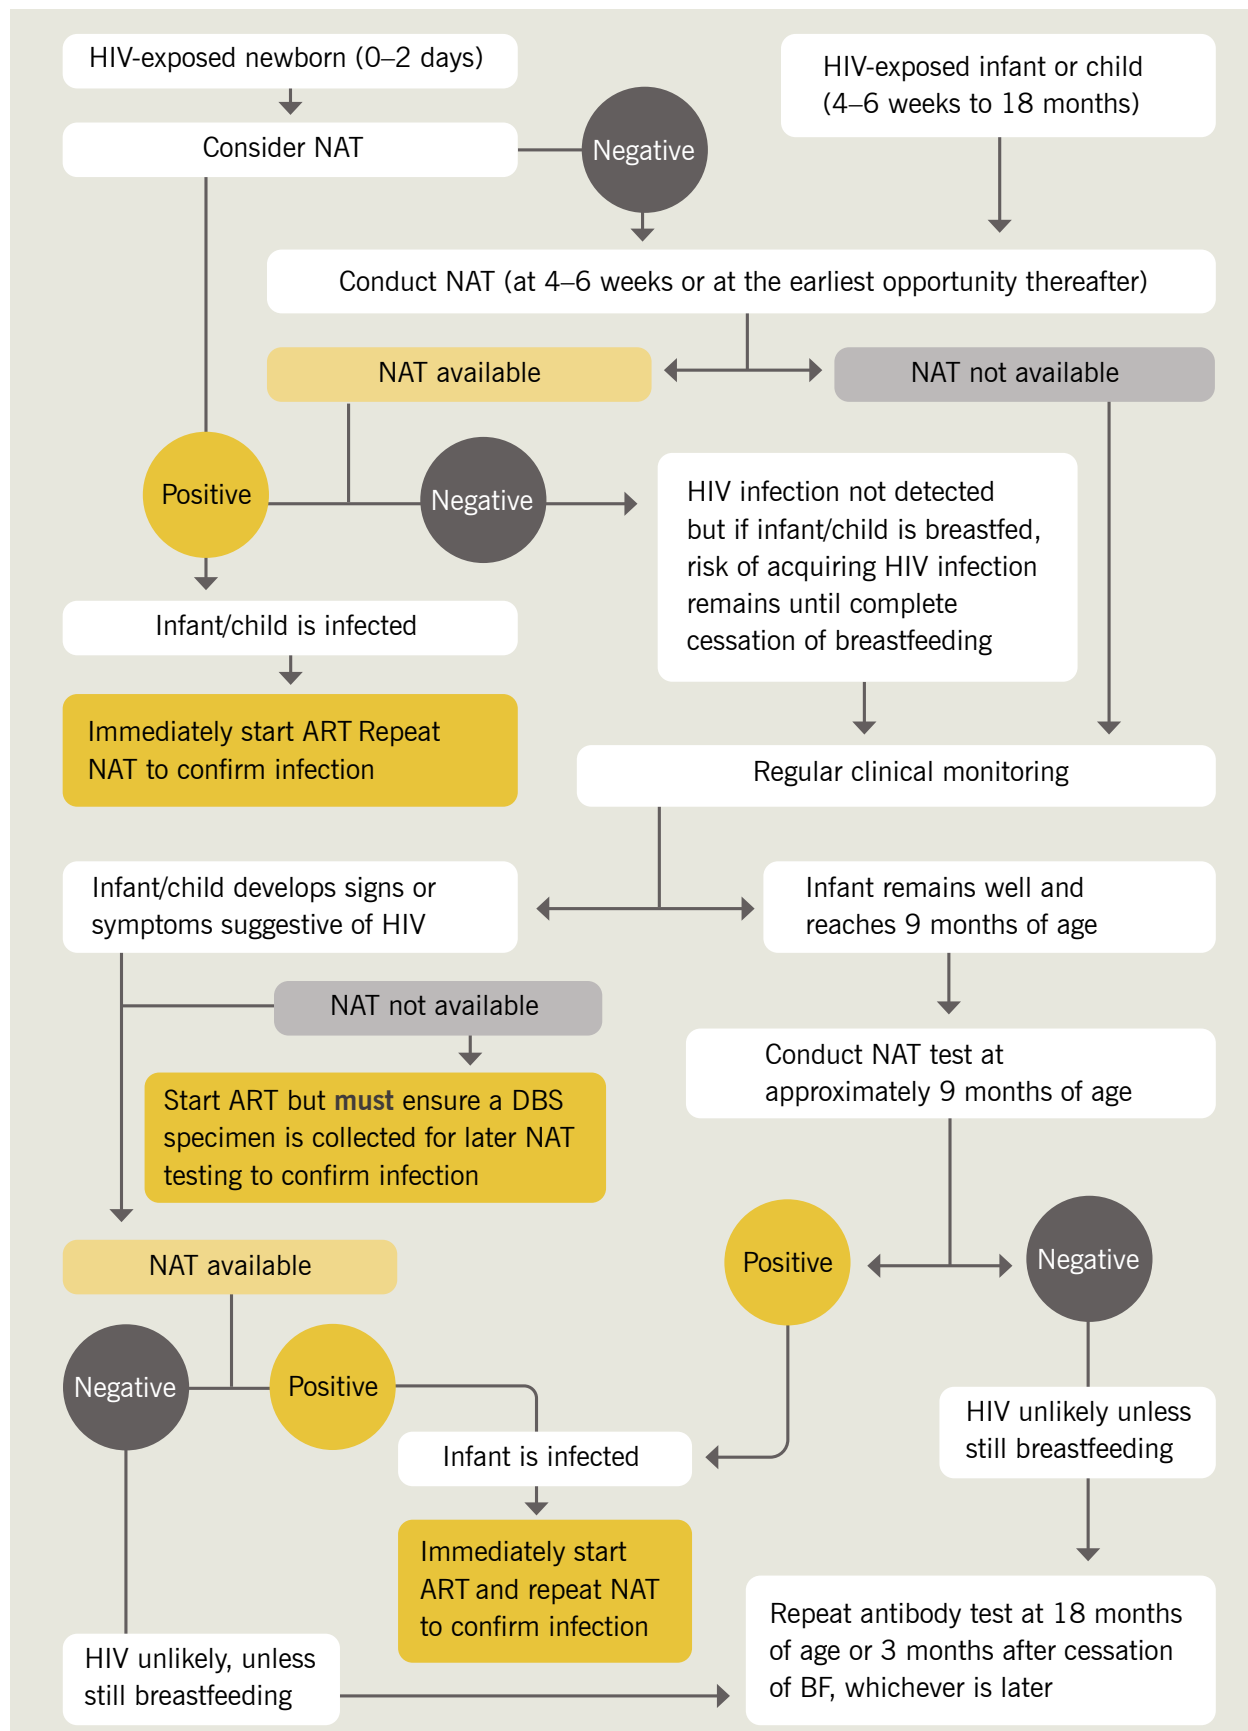 HIV-exposed newborn (0–2 days)
HIV-exposed infant or child
(4–6 weeks to 18 months)
Consider NAT
Negative
Conduct NAT (at 4–6 weeks or at the earliest opportunity thereafter)
NAT available
NAT not available
Positive
Negative
HIV infection not detected
but if infant/child is breastfed,
risk of acquiring HIV infection
remains until complete
cessation of breastfeeding
Infant/child is infected
Immediately start ART Repeat
NAT to confirm infection
Regular clinical monitoring
Infant/child develops signs or
symptoms suggestive of HIV
Infant remains well and
reaches 9 months of age
NAT not available
Start ART but must ensure a DBS
specimen is collected for later NAT
testing to confirm infection
Conduct NAT test at
approximately 9 months of age
NAT available
Positive
Negative
Negative
Positive
Infant is infected
HIV unlikely unless
still breastfeeding
Immediately start
ART and repeat NAT
to confirm infection
HIV unlikely, unless
still breastfeeding
Repeat antibody test at 18 months
of age or 3 months after cessation
of BF, whichever is later